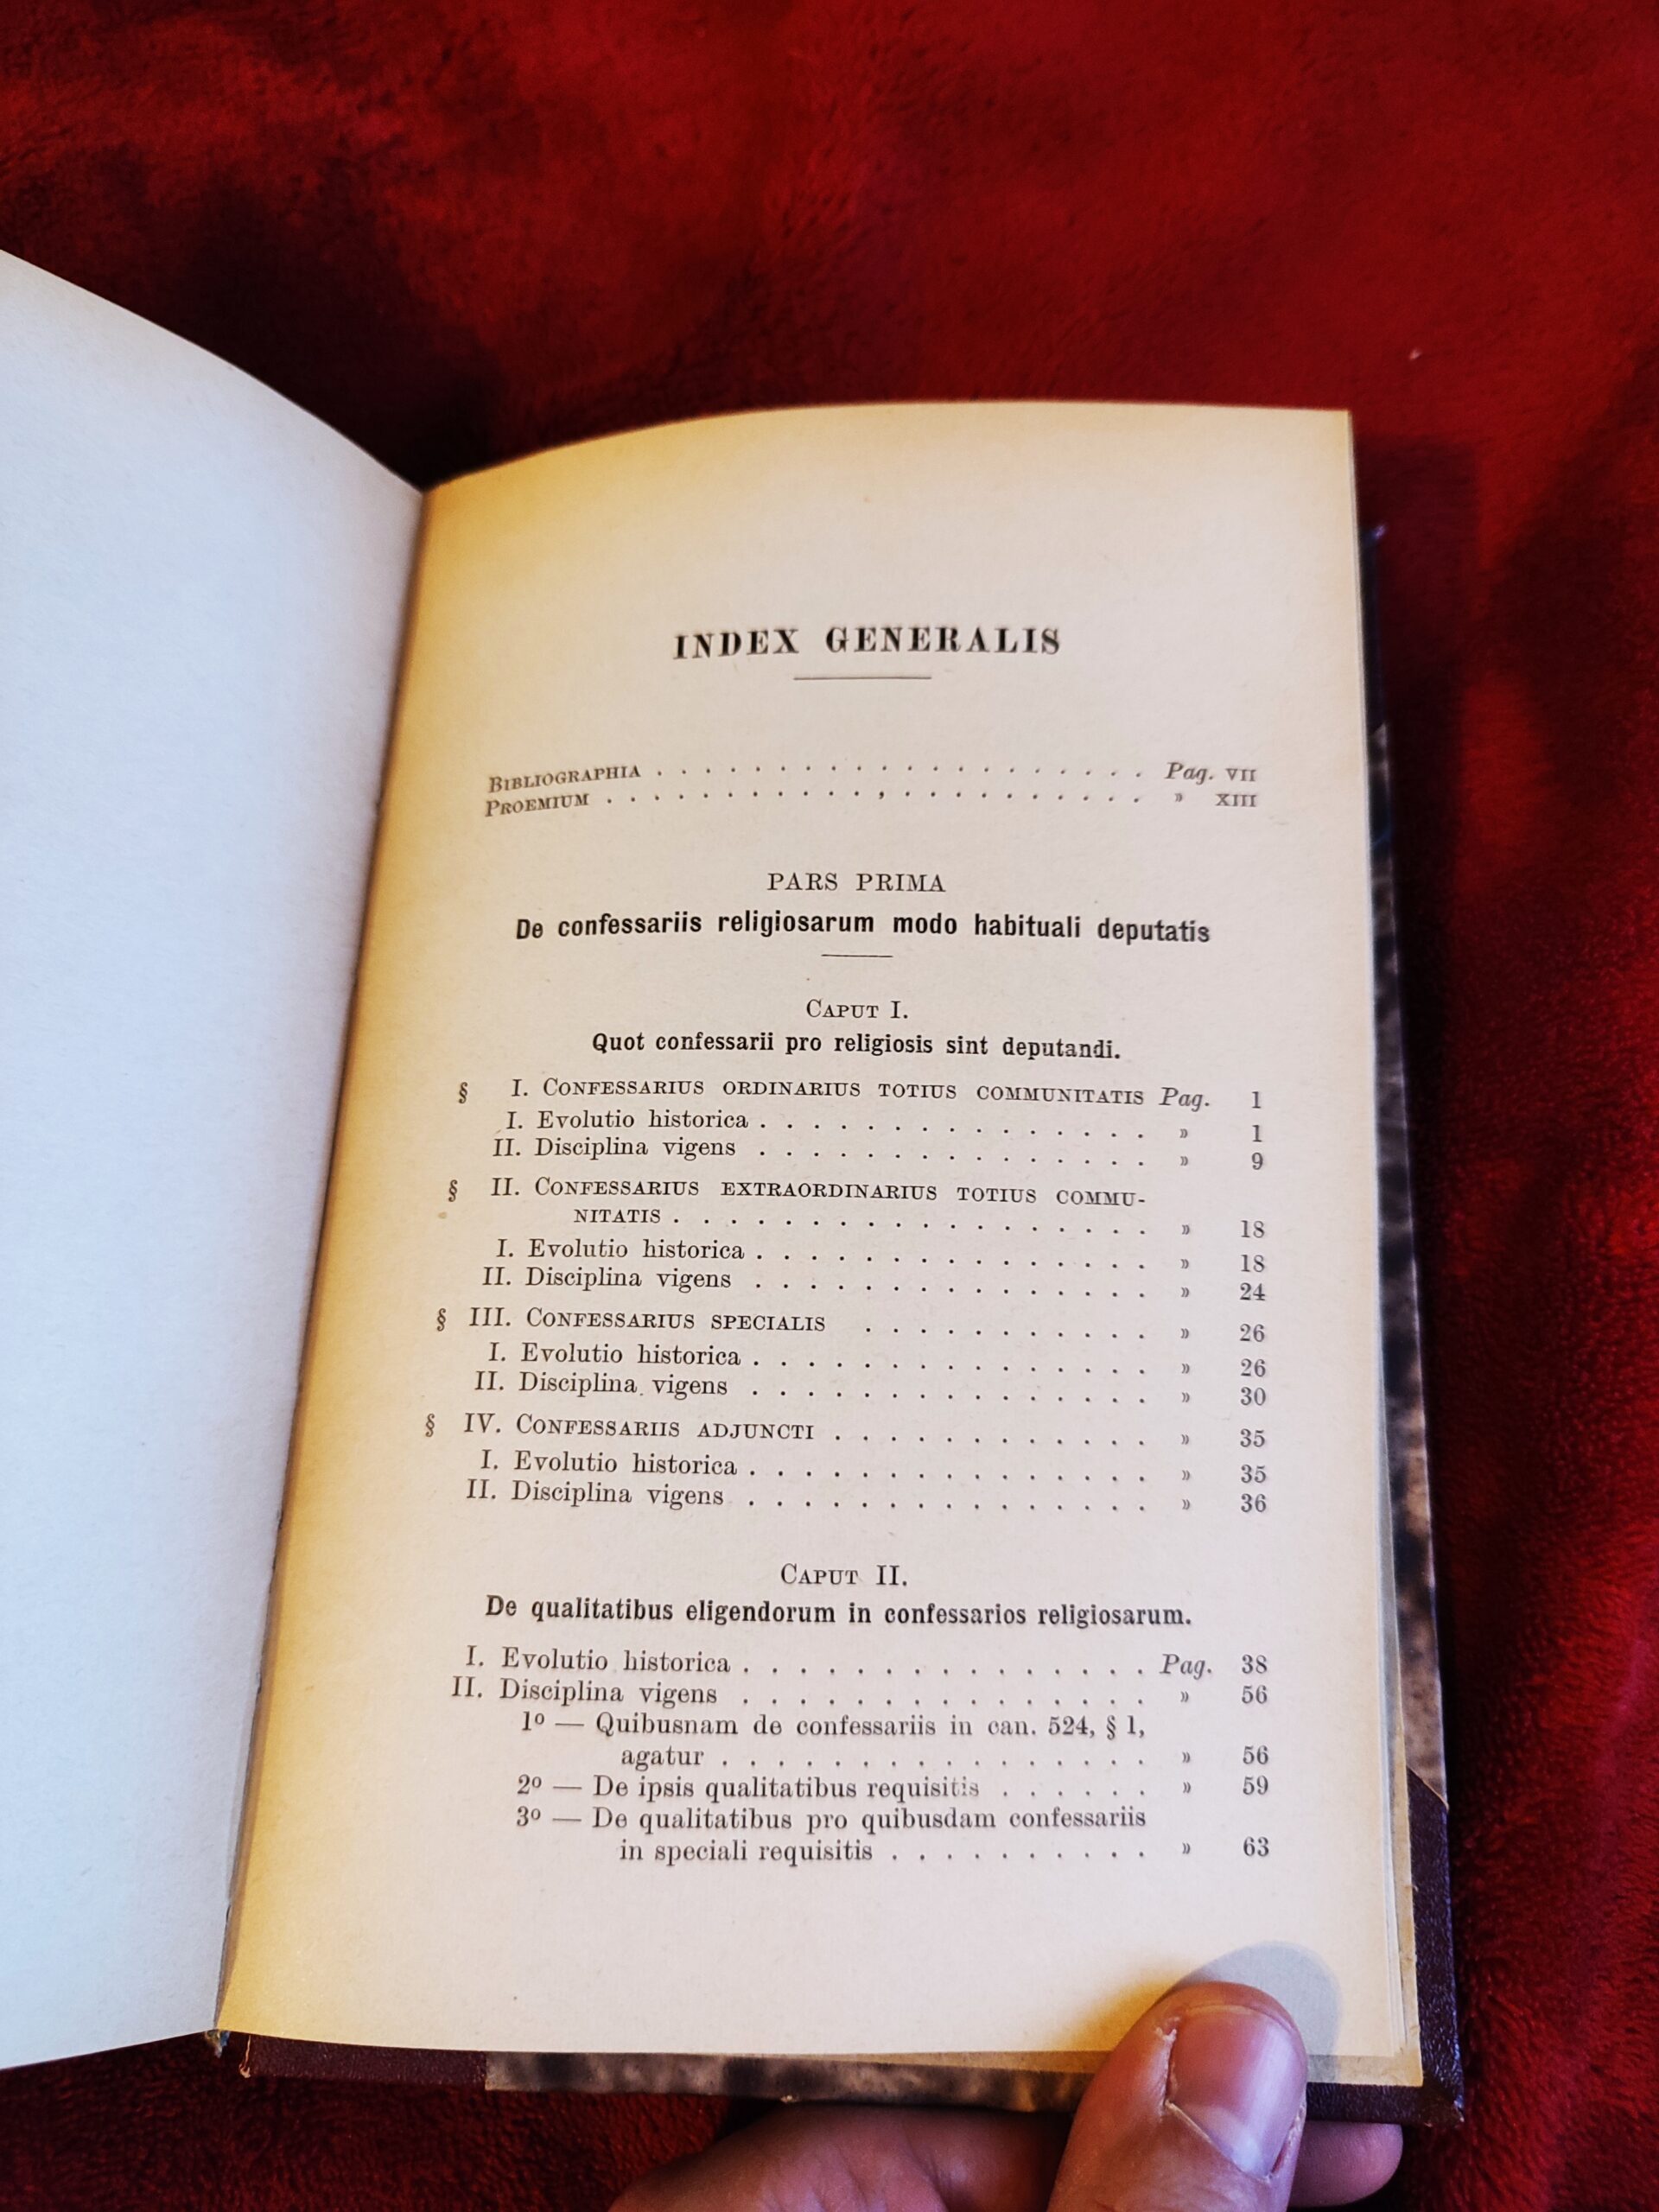 INDEX GENERALIS
BIBLIOGRAPHIA . . . . . . . . . . . . . . . . . . . Pag. VII
PROEMIUM . . . . . . . . . . . . . . . . . . . . » XIII
PARS PRIMA
De confessariis religiosarum modo habituali deputatis
CAPUT I.
Quot confessarii pro religiosis sint deputandi.
§ I. CONFESSARIUS ORDINARIUS TOTIUS COMMUNITATIS Pag. 1
I. Evolutio historica . . . . . . . . . . . . . . . » 1
II. Disciplina vigens . . . . . . . . . . . . . . . » 9
§ II. CONFESSARIUS EXTRAORDINARIUS TOTIUS COMMU-
NITATIS . . . . . . . . . . . . . . . . . . » 18
I. Evolutio historica . . . . . . . . . . . . . . . » 18
II. Disciplina vigens . . . . . . . . . . . . . . . » 24
§ III. CONFESSARIUS SPECIALIS . . . . . . . . . . . » 26
I. Evolutio historica . . . . . . . . . . . . . . . » 26
II. Disciplina vigens . . . . . . . . . . . . . . . » 30
§ IV. CONFESSARIIS ADJUNCTI . . . . . . . . . . . . » 35
I. Evolutio historica . . . . . . . . . . . . . . . » 35
II. Disciplina vigens . . . . . . . . . . . . . . . » 36
CAPUT II.
De qualitatibus eligendorum in confessarios religiosarum.
I. Evolutio historica . . . . . . . . . . . . . . . Pag. 38
II. Disciplina vigens . . . . . . . . . . . . . . . » 56
1º — Quibusnam de confessariis in can. 524, § 1,
agatur . . . . . . . . . . . . . . . . » 56
2º — De ipsis qualitatibus requisitis . . . . . . » 59
3º — De qualitatibus pro quibusdam confessariis
in speciali requisitis . . . . . . . . . . » 63